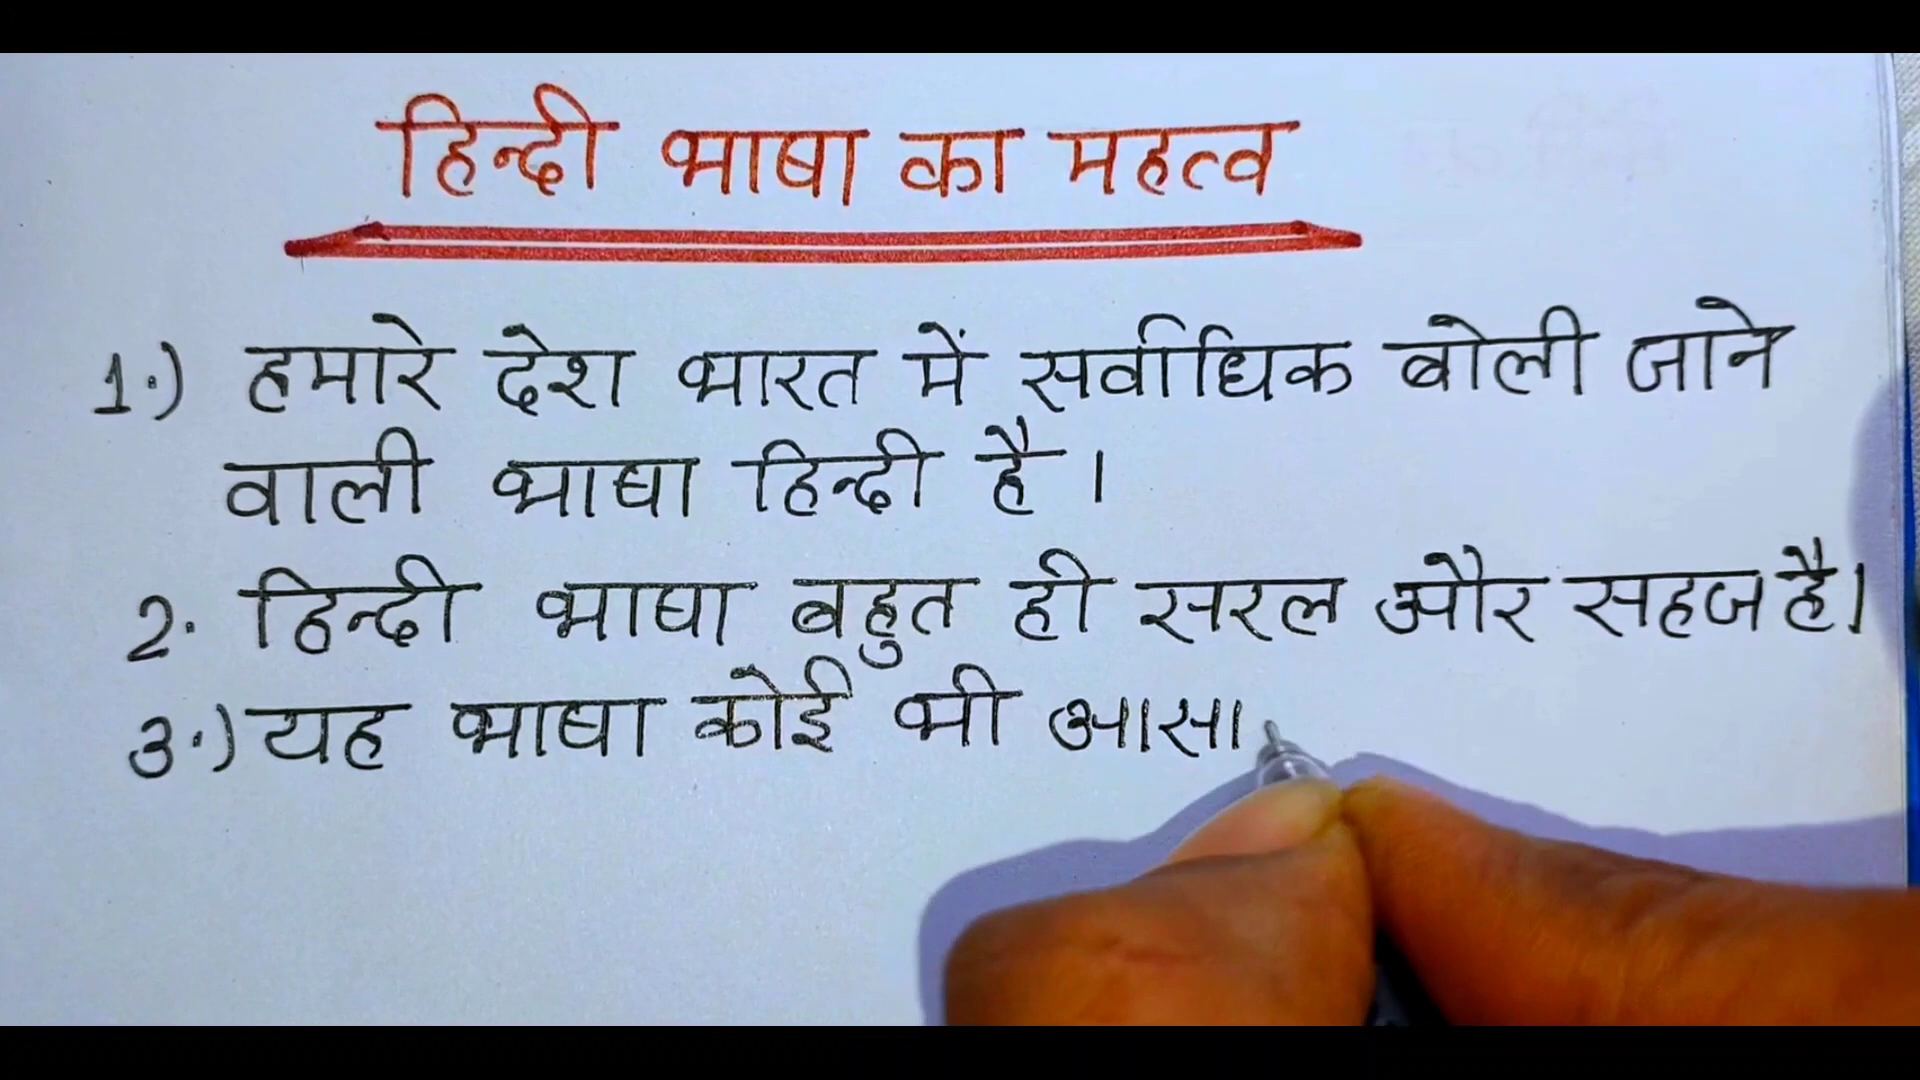 हिन्दी भाषा का महत्व
1.) हमारे देश भारत में सर्वाधिक बोली जाने
वाली भाषा हिन्दी है।
2. हिन्दी भाषा बहुत ही सरल और सहज है।
3.) यह भाषा कोई भी आसा